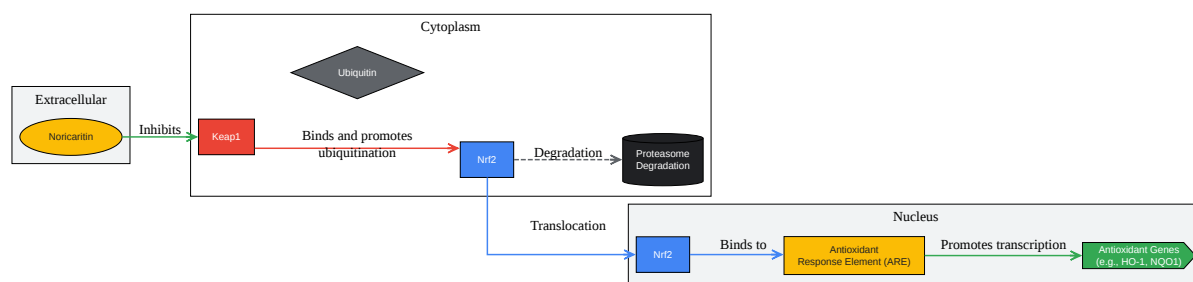 Cytoplasm
Ubiquitin
Extracellular
Noricaritin
Inhibits
Keap1
Binds and promotes
ubiquitination
Nrf2
Degradation
Proteasome
Degradation
Translocation
Nucleus
Nrf2
Binds to
Antioxidant
Response Element (ARE)
Promotes transcription
Antioxidant Genes
(e.g., HO-1, NQO1)